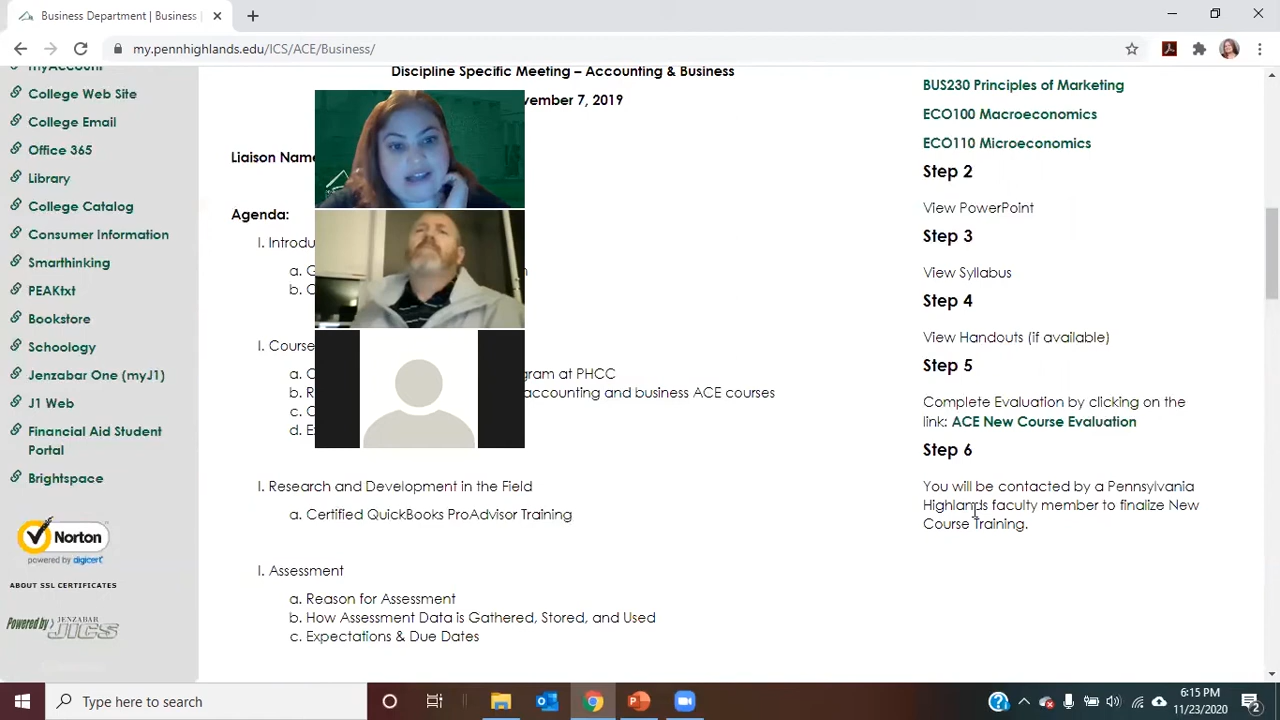 Business Department | Business |
my.pennhighlands.edu/ICS/ACE/Business/
myAccount
College Web Site
College Email
Office 365
Library
College Catalog
Consumer Information
Smarthinking
PEAKtxt
Bookstore
Schoology
Jenzabar One (myJ1)
J1 Web
Financial Aid Student
Portal
Brightspace
Norton
powered by digicert
ABOUT SSL CERTIFICATES
Powered by JENZABAR
JICS
Discipline Specific Meeting – Accounting & Business
vember 7, 2019
Liaison Name
Agenda:
I. Introdu
a. G
b. C
I. Course
a. C gram at PHCC
b. R accounting and business ACE courses
c. C
d. E
I. Research and Development in the Field
a. Certified QuickBooks ProAdvisor Training
I. Assessment
a. Reason for Assessment
b. How Assessment Data is Gathered, Stored, and Used
c. Expectations & Due Dates
BUS230 Principles of Marketing
ECO100 Macroeconomics
ECO110 Microeconomics
Step 2
View PowerPoint
Step 3
View Syllabus
Step 4
View Handouts (if available)
Step 5
Complete Evaluation by clicking on the
link: ACE New Course Evaluation
Step 6
You will be contacted by a Pennsylvania
Highlands faculty member to finalize New
Course Training.
Type here to search
6:15 PM
11/23/2020
2